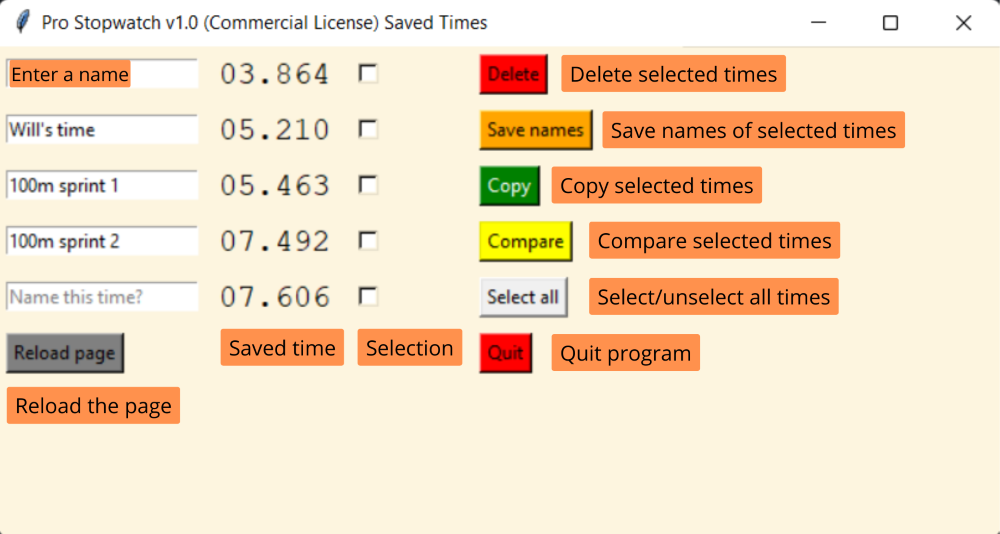 Pro Stopwatch v1.0 (Commercial License) Saved Times
Enter a name 03.864 Delete Delete selected times
Will's time 05.210 Save names Save names of selected times
100m sprint 1 05.463 Copy Copy selected times
100m sprint 2 07.492 Compare Compare selected times
Name this time? 07.606 Select all Select/unselect all times
Reload page Saved time Selection Quit Quit program
Reload the page